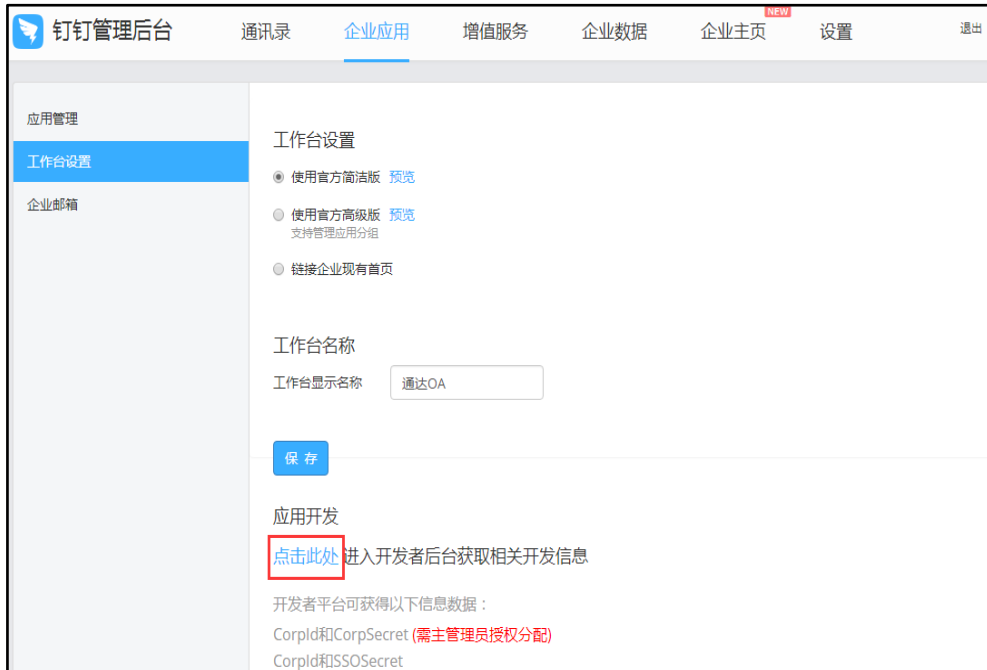 NEW
钉钉管理后台 通讯录 企业应用 增值服务 企业数据 企业主页 设置 退出
应用管理
工作台设置
企业邮箱
工作台设置
使用官方简洁版 预览
使用官方高级版 预览
支持管理应用分组
链接企业现有首页
工作台名称
工作台显示名称 通达OA
保 存
应用开发
点击此处 进入开发者后台获取相关开发信息
开发者平台可获得以下信息数据：
CorpId和CorpSecret (需主管理员授权分配)
CorpId和SSOSecret